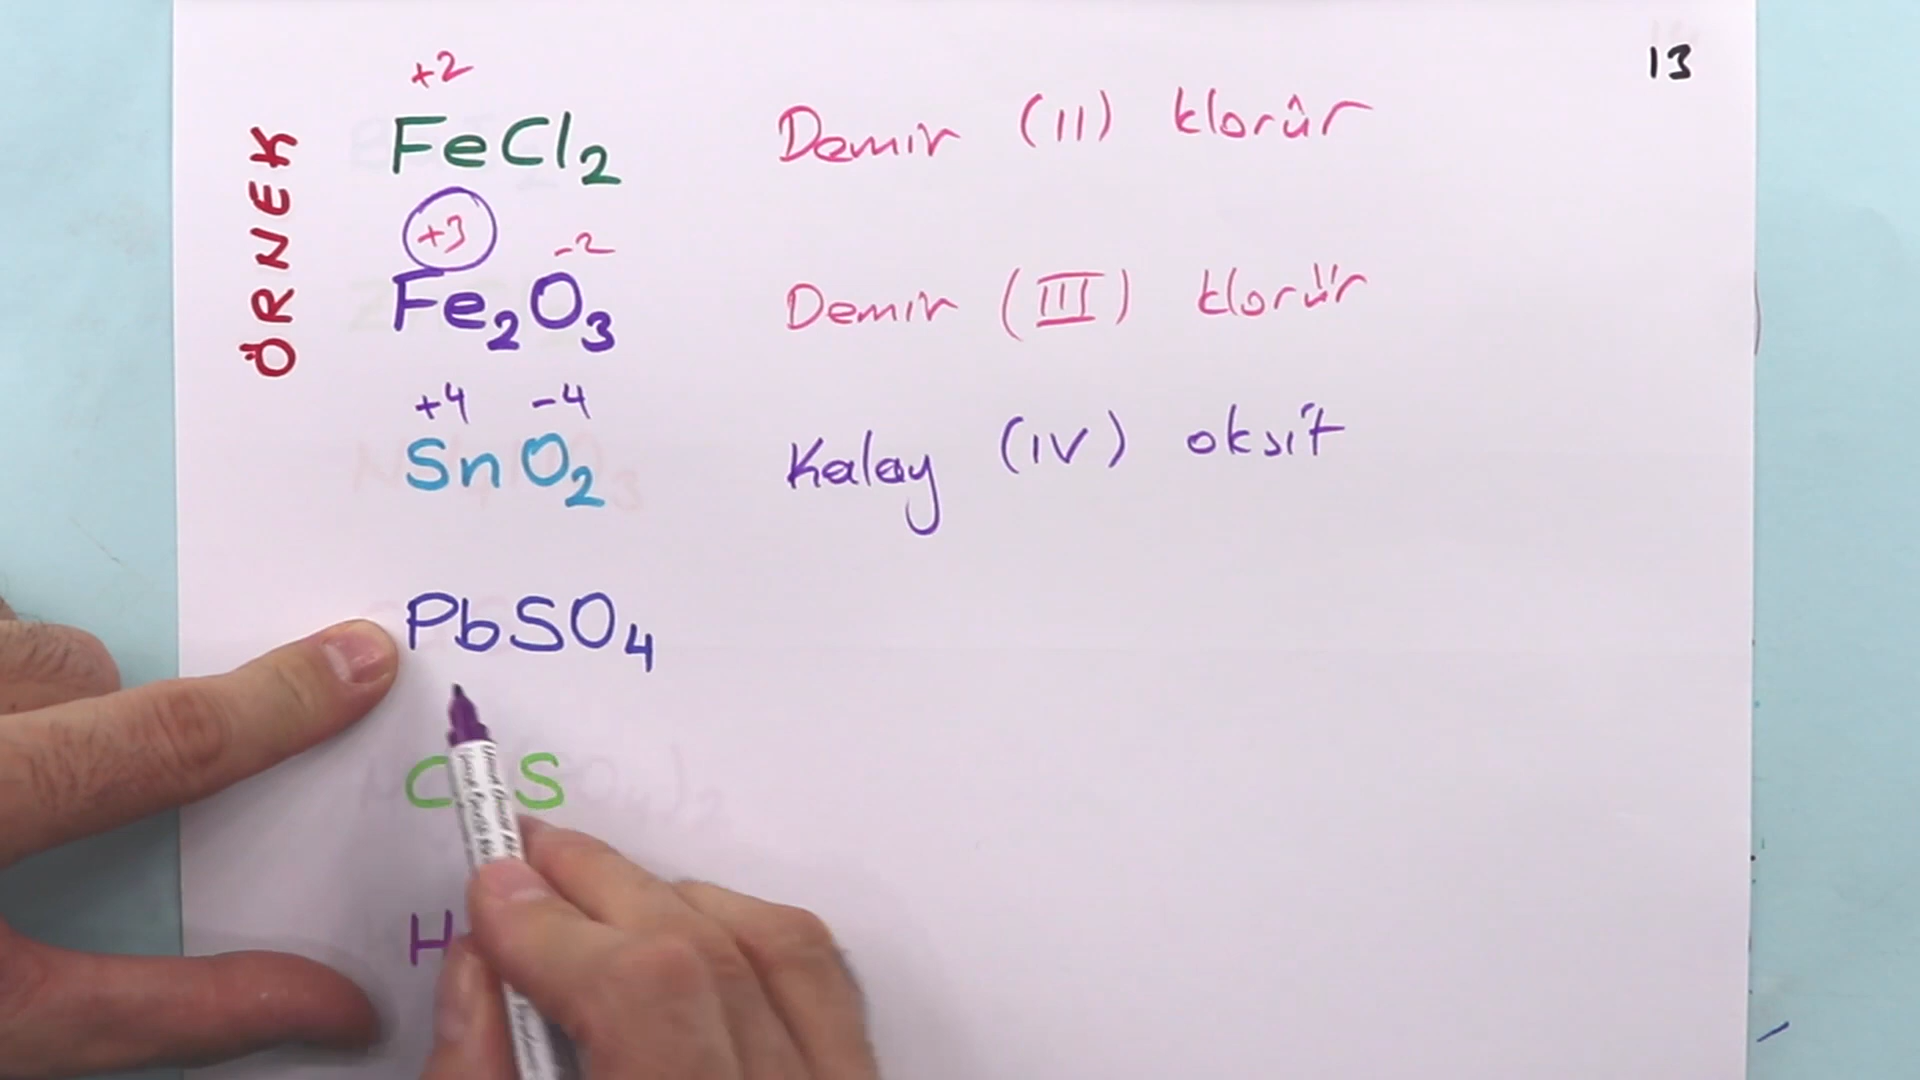 13
ÖRNEK
+2
FeCl2 Demir (II) klorür
+3 -2
Fe2O3 Demir (III) klorür
+4 -4
SnO2 Kalay (IV) oksit
PbSO4
C S
H